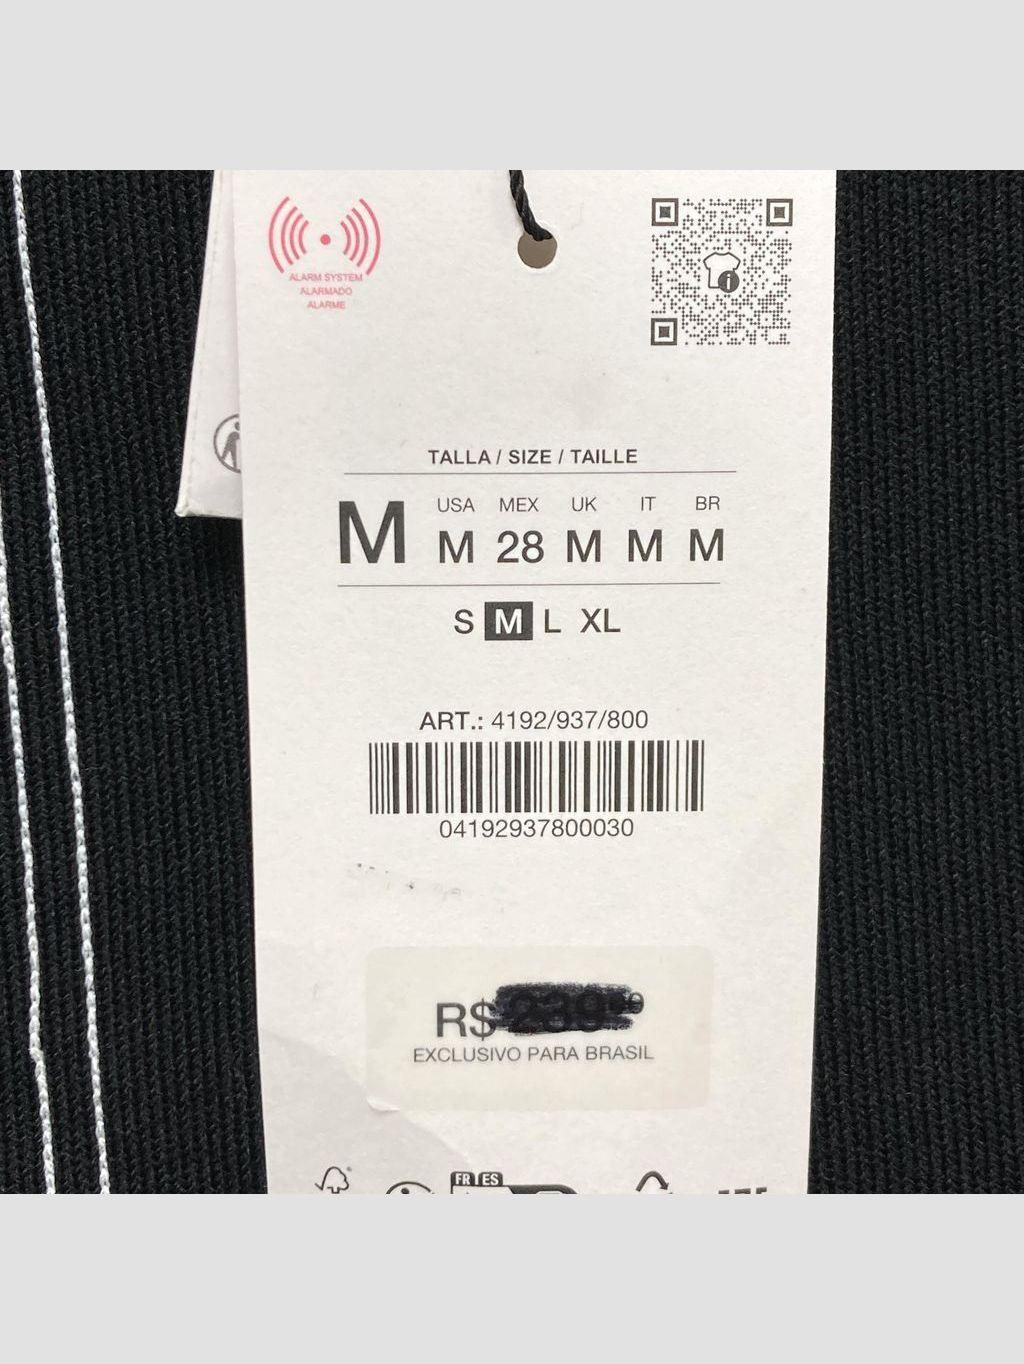 ALARM SYSTEM
ALARMADO
ALARME
TALLA / SIZE / TAILLE
USA MEX UK IT BR
M M 28 M M M
S M L XL
ART.: 4192/937/800
04192937800030
R$
EXCLUSIVO PARA BRASIL
FR ES